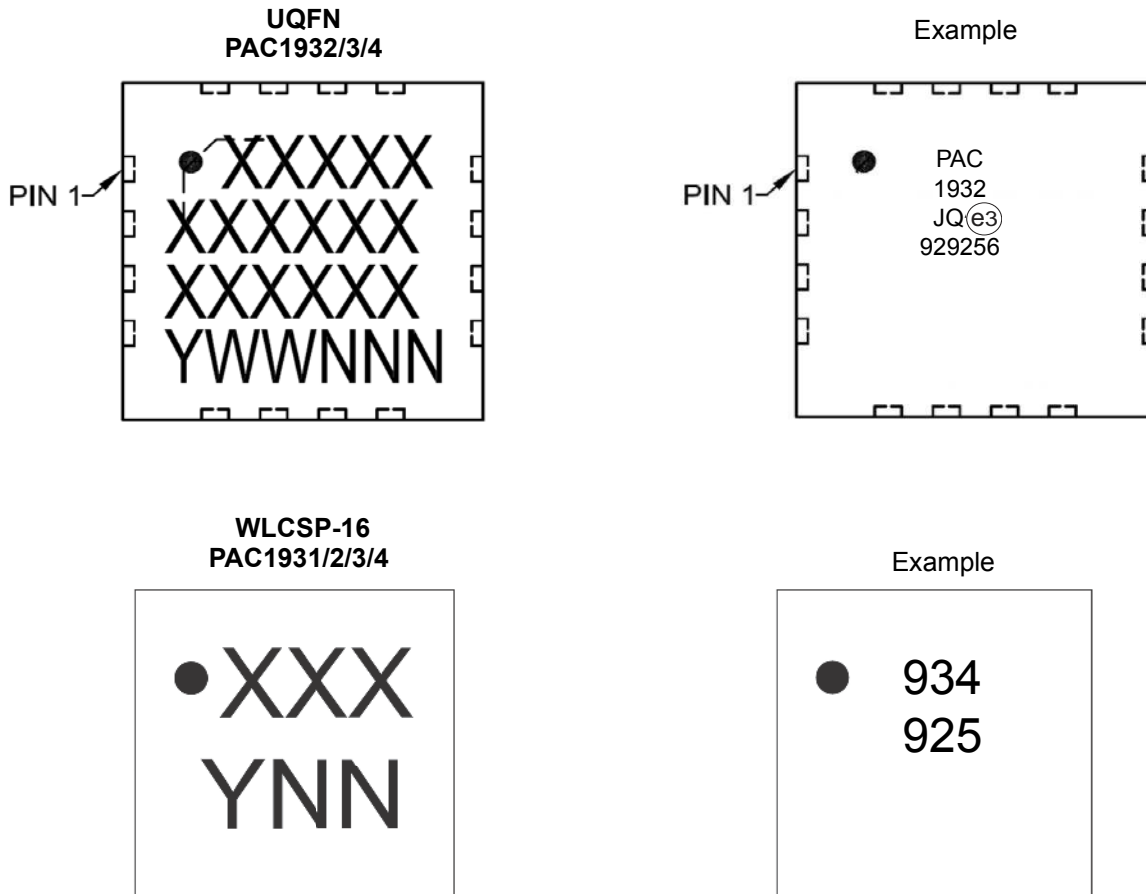 UQFN
PAC1932/3/4
Example
PIN 1
XXXXX
XXXXXX
XXXXXX
YWWNNN
PIN 1
PAC
1932
JQ e3
929256
WLCSP-16
PAC1931/2/3/4
Example
XXX
YNN
934
925